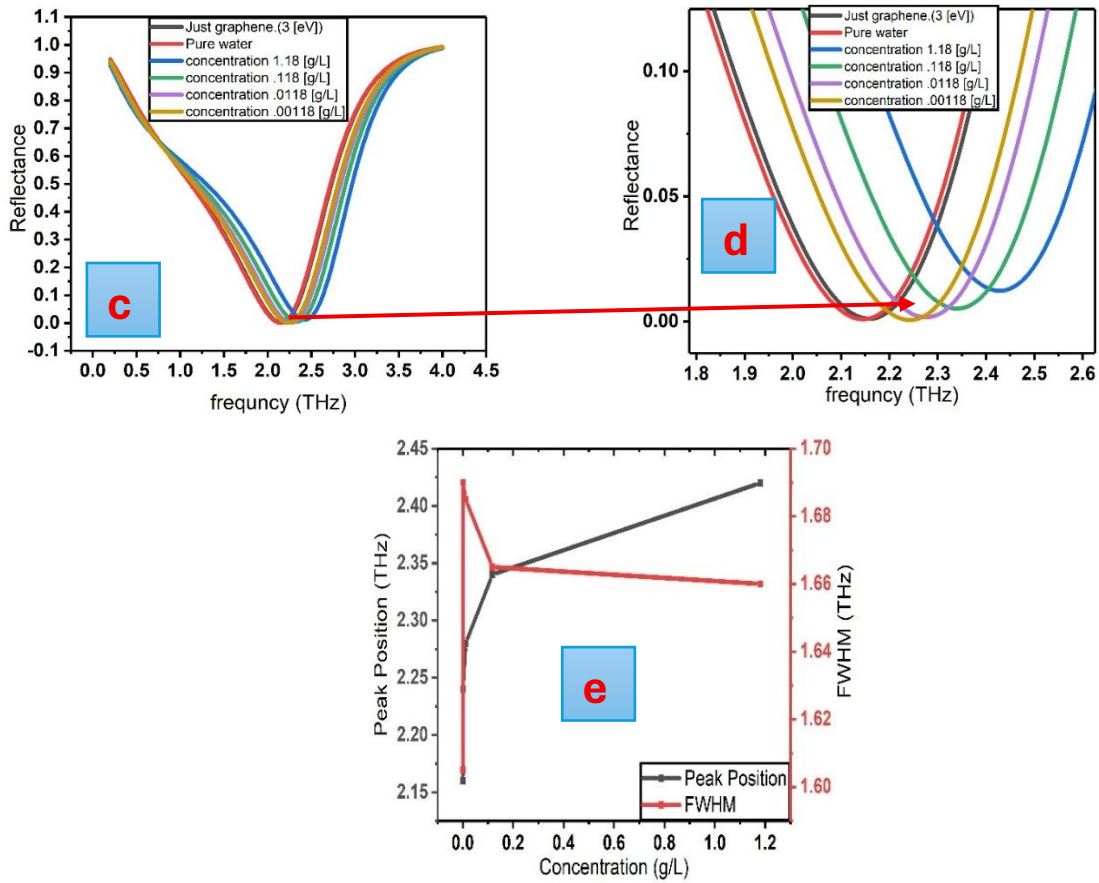 Just graphene.(3 [eV])
Pure water
concentration 1.18 [g/L]
concentration .118 [g/L]
concentration .0118 [g/L]
concentration .00118 [g/L]
1.1
1.0
0.9
0.8
0.7
0.6
0.5
0.4
0.3
0.2
0.1
0.0
-0.1
Reflectance
c
0.0 0.5 1.0 1.5 2.0 2.5 3.0 3.5 4.0 4.5
frequncy (THz)
Just graphene.(3 [eV])
Pure water
concentration 1.18 [g/L]
concentration .118 [g/L]
concentration .0118 [g/L]
concentration .00118 [g/L]
0.10
0.05
0.00
Reflectance
d
1.8 1.9 2.0 2.1 2.2 2.3 2.4 2.5 2.6
frequncy (THz)
2.45
2.40
2.35
2.30
2.25
2.20
2.15
Peak Position (THz)
e
Peak Position
FWHM
1.70
1.68
1.66
1.64
1.62
1.60
FWHM (THz)
0.0 0.2 0.4 0.6 0.8 1.0 1.2
Concentration (g/L)